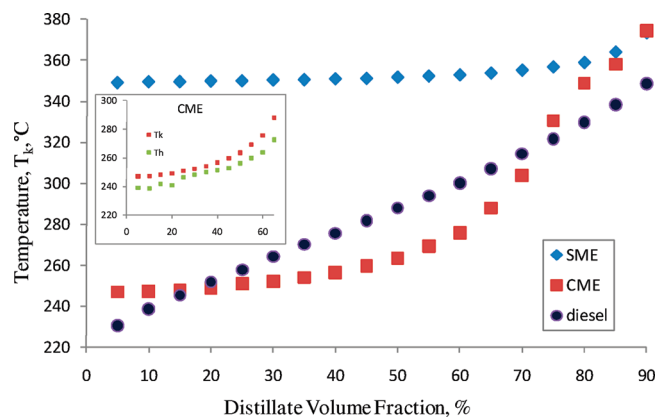 380
360
340
320
300
280
260
240
220
Temperature, Tk,°C
CME
300
280
260
240
220
Tk
Th
0 20 40 60
SME
CME
diesel
0 10 20 30 40 50 60 70 80 90
Distillate Volume Fraction, %